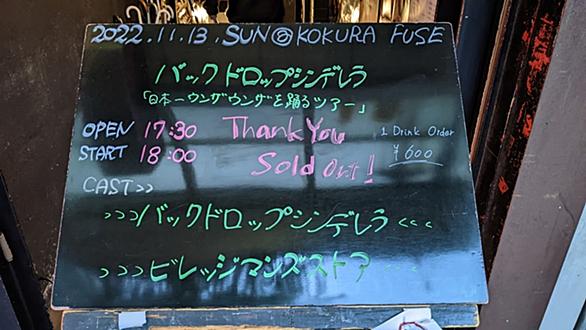 2022.11.13.SUN@KOKURA FUSE
バックドロップシンデレラ
「日本一ウンザウンザを踊るツアー」
OPEN 17:30
START 18:00
Thank You
Sold Out!
1 Drink Order
¥600
CAST>>
>>>バックドロップシンデレラ<<<
>>>ビレッジマンズストア<<<